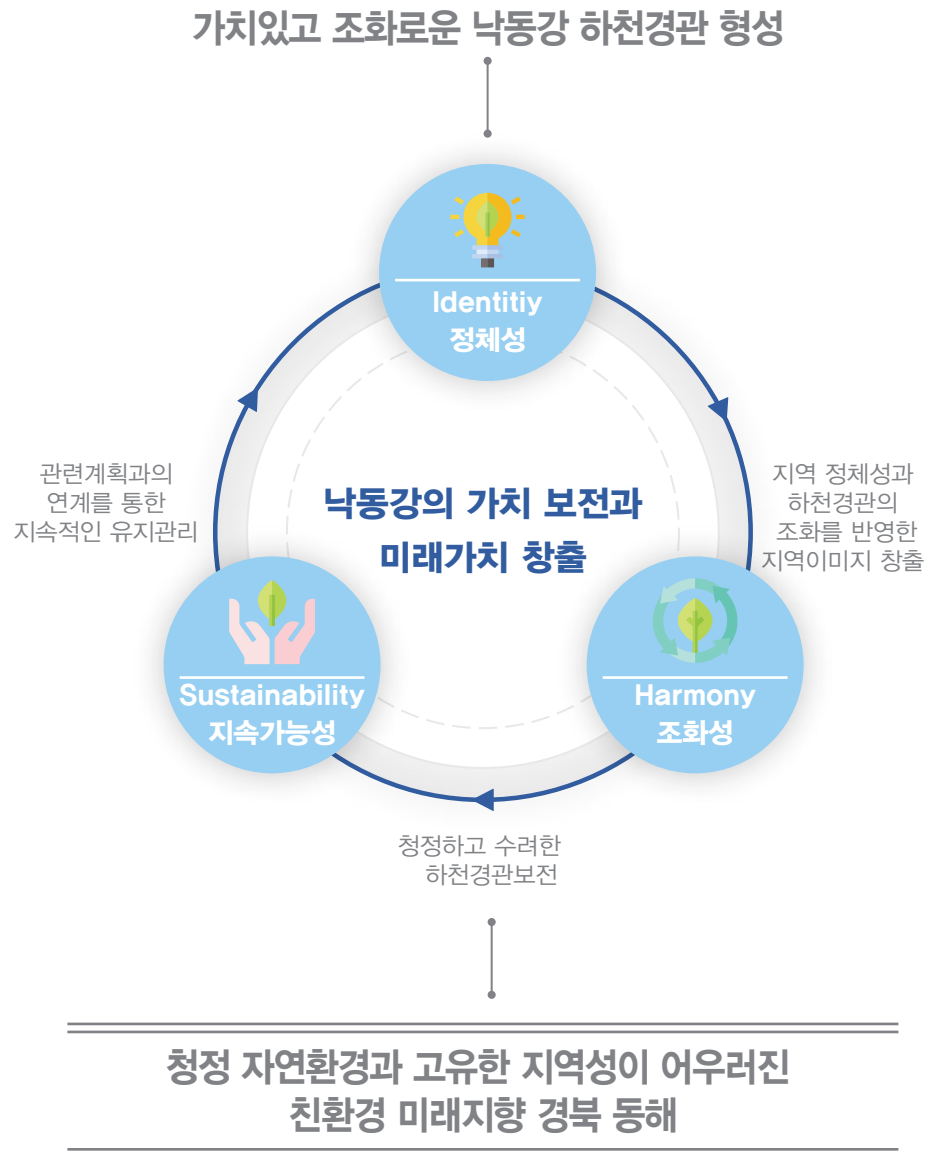 가치있고 조화로운 낙동강 하천경관 형성
Identitiy
정체성
관련계획과의
연계를 통한
지속적인 유지관리
낙동강의 가치 보전과
미래가치 창출
지역 정체성과
하천경관의
조화를 반영한
지역이미지 창출
Sustainability
지속가능성
Harmony
조화성
청정하고 수려한
하천경관보전
청정 자연환경과 고유한 지역성이 어우러진
친환경 미래지향 경북 동해